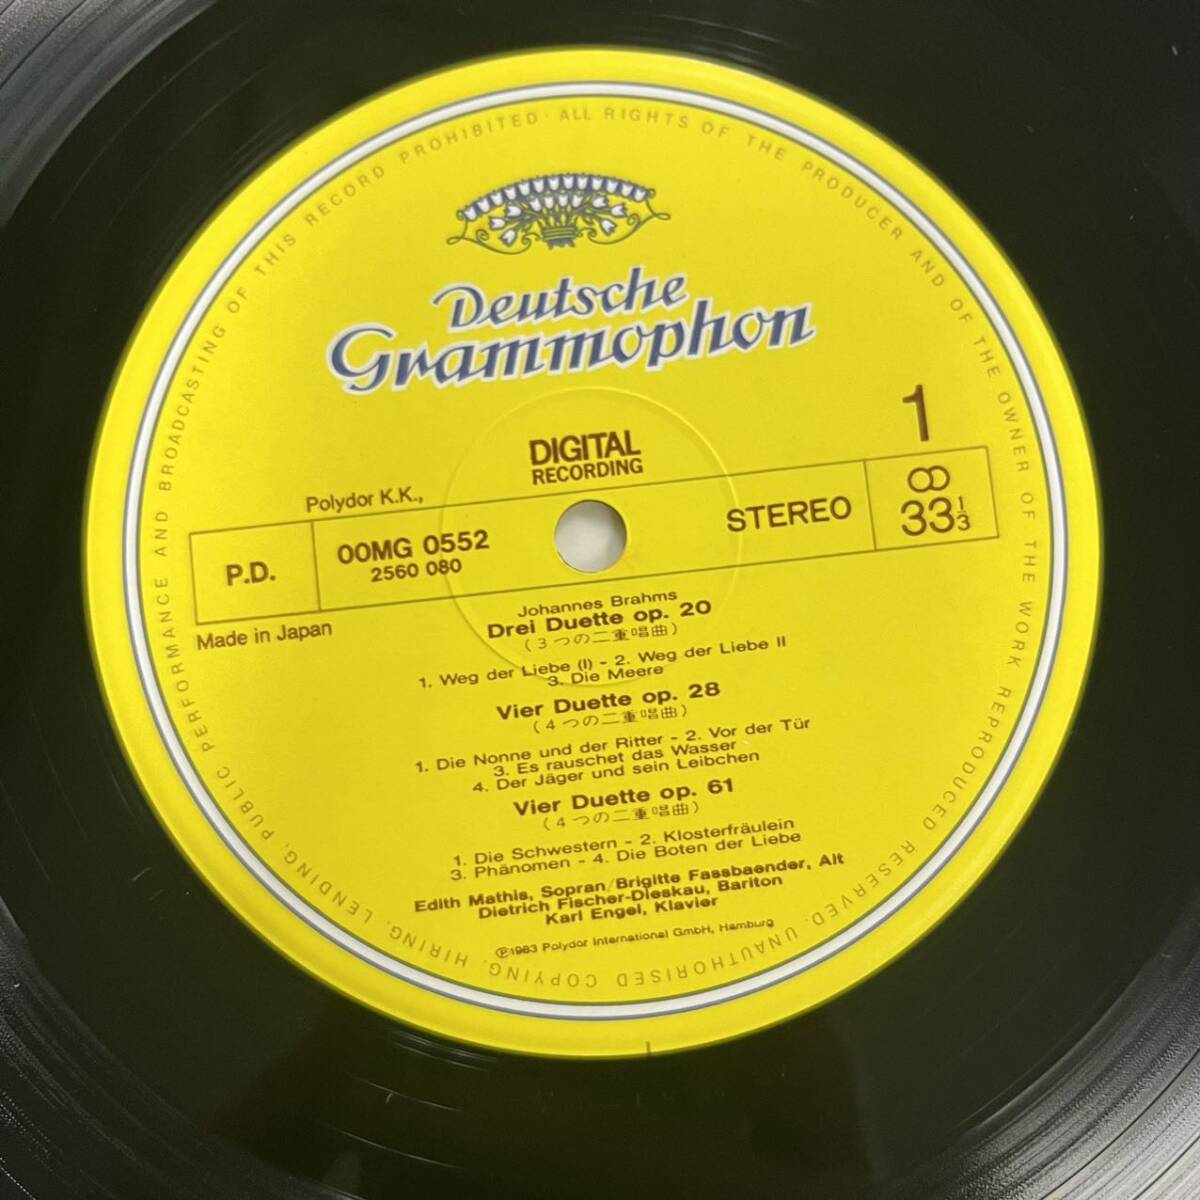 PUBLIC PERFORMANCE AND BROADCASTING OF THIS RECORD PROHIBITED · ALL RIGHTS OF THE PRODUCER AND OF THE OWNER OF THE WORK REPRODUCED RESERVED. UNAUTHORISED COPYING, HIRING, LENDING,
Deutsche
Grammophon
1
DIGITAL
RECORDING
Polydor K.K.,
P.D.
00MG 0552
2560 080
STEREO
33 1/3
Made in Japan
Johannes Brahms
Drei Duette op. 20
(3つの二重唱曲)
1. Weg der Liebe (I) - 2. Weg der Liebe II
3. Die Meere
Vier Duette op. 28
(4つの二重唱曲)
1. Die Nonne und der Ritter - 2. Vor der Tür
3. Es rauschet das Wasser
4. Der Jäger und sein Leibchen
Vier Duette op. 61
(4つの二重唱曲)
1. Die Schwestern - 2. Klosterfräulein
3. Phänomen - 4. Die Boten der Liebe
Edith Mathis, Sopran/Brigitte Fassbaender, Alt
Dietrich Fischer-Dieskau, Bariton
Karl Engel, Klavier
℗1983 Polydor International GmbH, Hamburg